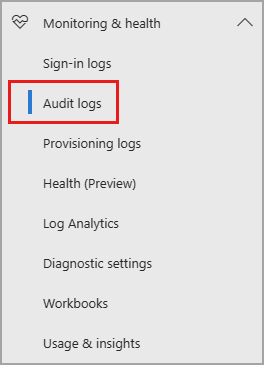 Monitoring & health
Sign-in logs
Audit logs
Provisioning logs
Health (Preview)
Log Analytics
Diagnostic settings
Workbooks
Usage & insights